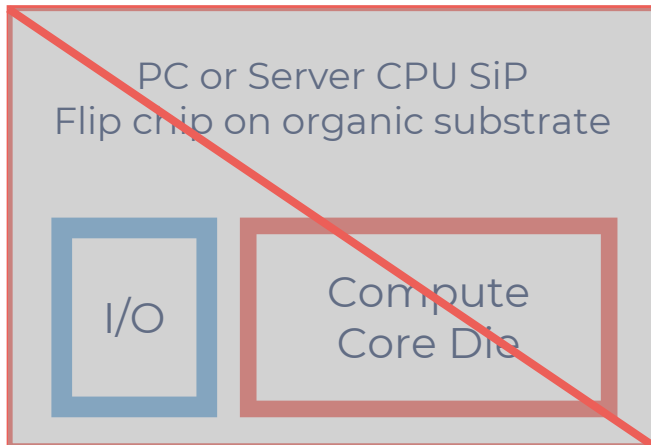 PC or Server CPU SiP
Flip chip on organic substrate
I/O
Compute
Core Die